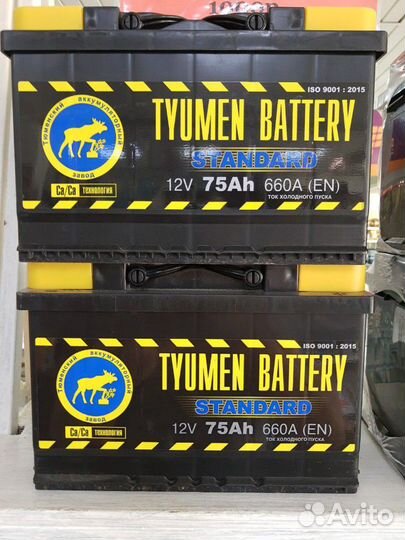 ISO 9001 : 2015
Тюменский аккумуляторный завод
TYUMEN BATTERY
STANDARD
12V 75Ah 660A (EN)
ТОК ХОЛОДНОГО ПУСКА
Ca/Ca ТЕХНОЛОГИЯ
ISO 9001 : 2015
Тюменский аккумуляторный завод
TYUMEN BATTERY
STANDARD
12V 75Ah 660A (EN)
ТОК ХОЛОДНОГО ПУСКА
Ca/Ca ТЕХНОЛОГИЯ
Avito